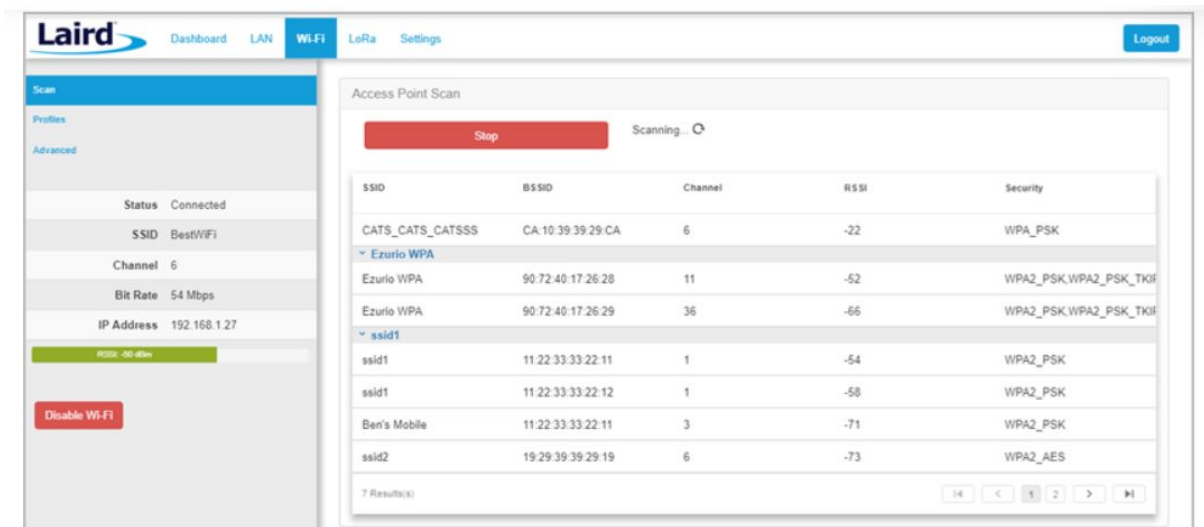 Laird Dashboard LAN Wi-Fi LoRa Settings Logout
Scan
Profiles
Advanced
Status Connected
SSID BestWiFi
Channel 6
Bit Rate 54 Mbps
IP Address 192.168.1.27
RSSI: -50 dBm
Disable Wi-Fi
Access Point Scan
Stop Scanning...
SSID BSSID Channel RSSI Security
CATS_CATS_CATSSS CA:10:39:39:29:CA 6 -22 WPA_PSK
Ezurio WPA
Ezurio WPA 90:72:40:17:26:28 11 -52 WPA2_PSK,WPA2_PSK_TKIP
Ezurio WPA 90:72:40:17:26:29 36 -66 WPA2_PSK,WPA2_PSK_TKIP
ssid1
ssid1 11:22:33:33:22:11 1 -54 WPA2_PSK
ssid1 11:22:33:33:22:12 1 -58 WPA2_PSK
Ben's Mobile 11:22:33:33:22:11 3 -71 WPA2_PSK
ssid2 19:29:39:39:29:19 6 -73 WPA2_AES
7 Results(s) 1 2